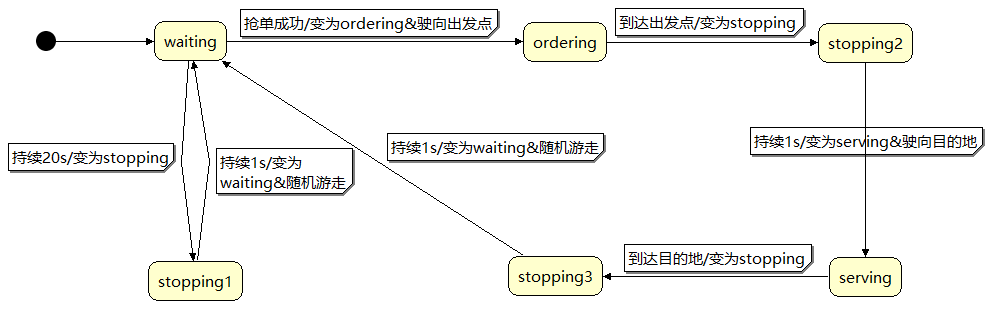 抢单成功/变为ordering&驶向出发点
到达出发点/变为stopping
waiting
ordering
stopping2
持续20s/变为stopping
持续1s/变为
waiting&随机游走
持续1s/变为waiting&随机游走
持续1s/变为serving&驶向目的地
到达目的地/变为stopping
stopping1
stopping3
serving